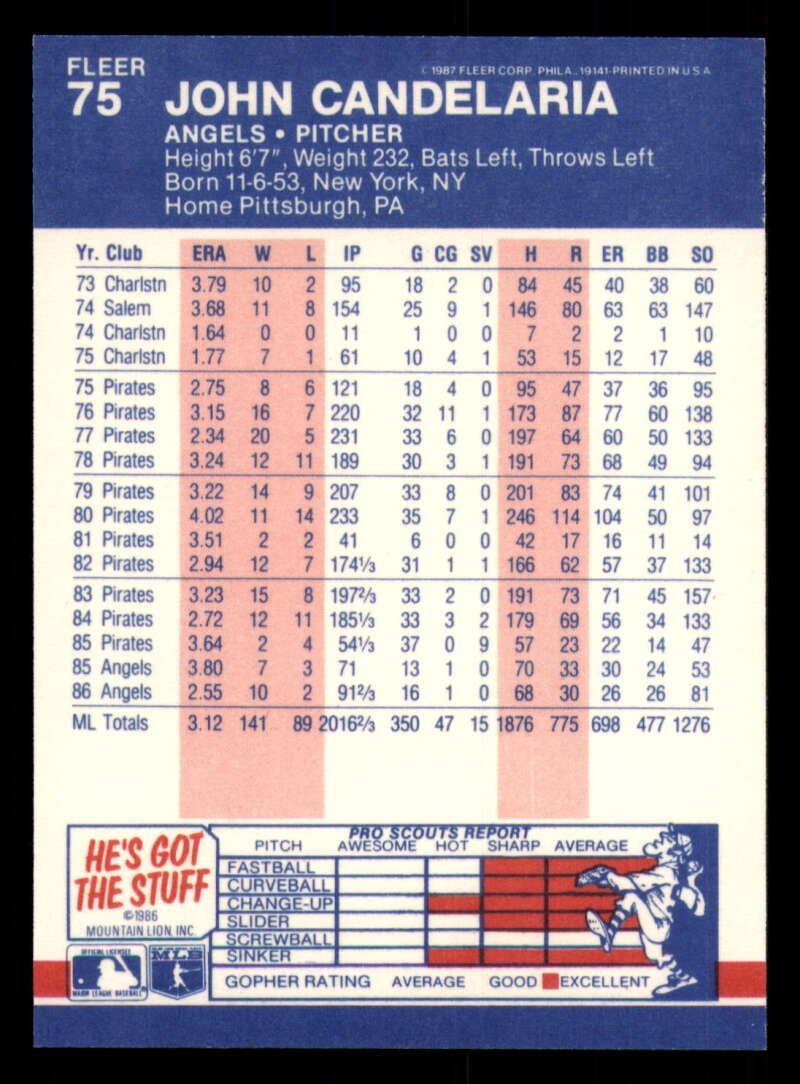 FLEER
© 1987 FLEER CORP. PHILA., 19141-PRINTED IN U S A
75 JOHN CANDELARIA
ANGELS • PITCHER
Height 6'7", Weight 232, Bats Left, Throws Left
Born 11-6-53, New York, NY
Home Pittsburgh, PA
Yr. Club ERA W L IP G CG SV H R ER BB SO
73 Charlstn 3.79 10 2 95 18 2 0 84 45 40 38 60
74 Salem 3.68 11 8 154 25 9 1 146 80 63 63 147
74 Charlstn 1.64 0 0 11 1 0 0 7 2 2 1 10
75 Charlstn 1.77 7 1 61 10 4 1 53 15 12 17 48
75 Pirates 2.75 8 6 121 18 4 0 95 47 37 36 95
76 Pirates 3.15 16 7 220 32 11 1 173 87 77 60 138
77 Pirates 2.34 20 5 231 33 6 0 197 64 60 50 133
78 Pirates 3.24 12 11 189 30 3 1 191 73 68 49 94
79 Pirates 3.22 14 9 207 33 8 0 201 83 74 41 101
80 Pirates 4.02 11 14 233 35 7 1 246 114 104 50 97
81 Pirates 3.51 2 2 41 6 0 0 42 17 16 11 14
82 Pirates 2.94 12 7 174⅓ 31 1 1 166 62 57 37 133
83 Pirates 3.23 15 8 197⅔ 33 2 0 191 73 71 45 157
84 Pirates 2.72 12 11 185⅓ 33 3 2 179 69 56 34 133
85 Pirates 3.64 2 4 54⅓ 37 0 9 57 23 22 14 47
85 Angels 3.80 7 3 71 13 1 0 70 33 30 24 53
86 Angels 2.55 10 2 91⅔ 16 1 0 68 30 26 26 81
ML Totals 3.12 141 89 2016⅔ 350 47 15 1876 775 698 477 1276
HE'S GOT
THE STUFF
©1986
MOUNTAIN LION, INC.
OFFICIAL LICENSEE
MAJOR LEAGUE BASEBALL
MLB
PRO SCOUTS REPORT
PITCH AWESOME HOT SHARP AVERAGE
FASTBALL
CURVEBALL
CHANGE-UP
SLIDER
SCREWBALL
SINKER
GOPHER RATING AVERAGE GOOD EXCELLENT